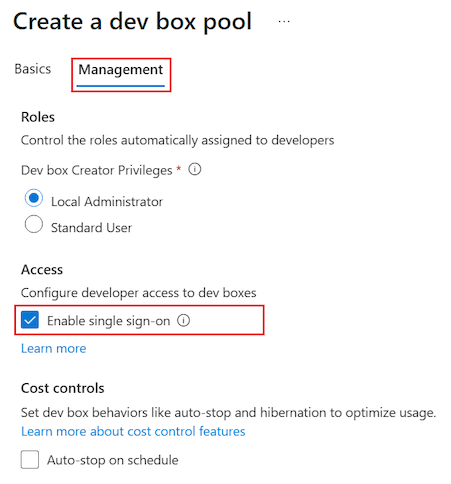 Create a dev box pool ...
Basics Management
Roles
Control the roles automatically assigned to developers
Dev box Creator Privileges *
Local Administrator
Standard User
Access
Configure developer access to dev boxes
Enable single sign-on
Learn more
Cost controls
Set dev box behaviors like auto-stop and hibernation to optimize usage.
Learn more about cost control features
Auto-stop on schedule